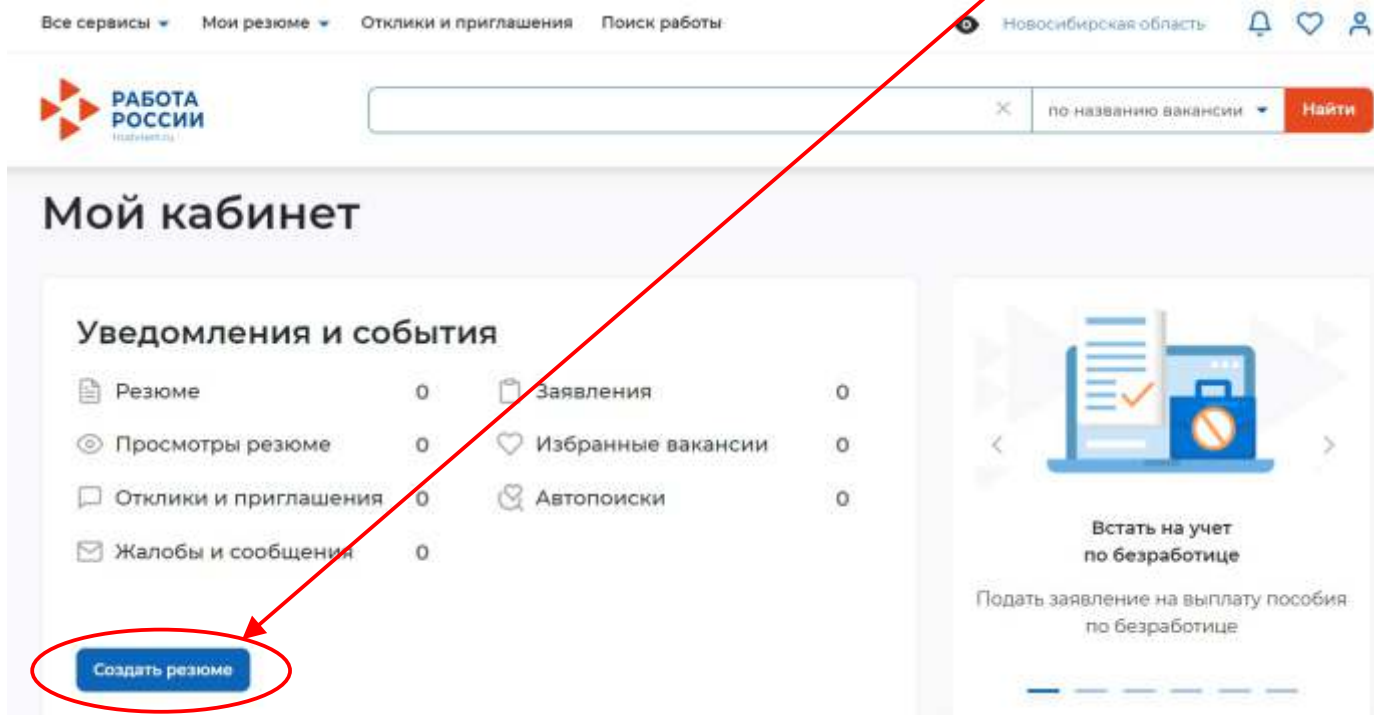 Все сервисы Мои резюме Отклики и приглашения Поиск работы Новосибирская область
РАБОТА
РОССИИ
trudvsem.ru
по названию вакансии Найти
Мой кабинет
Уведомления и события
Резюме 0 Заявления 0
Просмотры резюме 0 Избранные вакансии 0
Отклики и приглашения 0 Автопоиски 0
Жалобы и сообщения 0
Создать резюме
Встать на учет
по безработице
Подать заявление на выплату пособия
по безработице